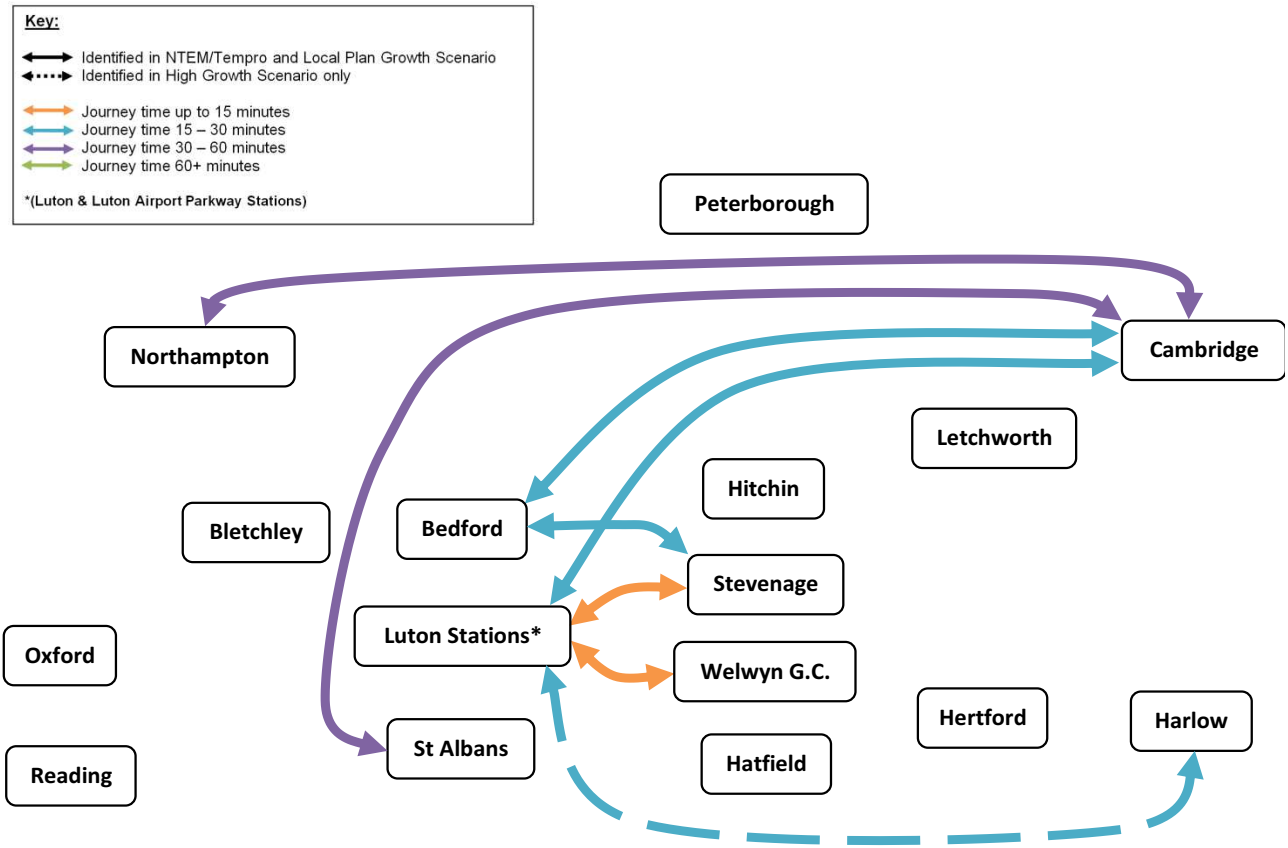 Key:
Identified in NTEM/Tempro and Local Plan Growth Scenario
Identified in High Growth Scenario only
Journey time up to 15 minutes
Journey time 15 – 30 minutes
Journey time 30 – 60 minutes
Journey time 60+ minutes
*(Luton & Luton Airport Parkway Stations)
Peterborough
Northampton
Cambridge
Letchworth
Hitchin
Bletchley
Bedford
Stevenage
Luton Stations*
Oxford
Welwyn G.C.
Hertford
Harlow
St Albans
Hatfield
Reading